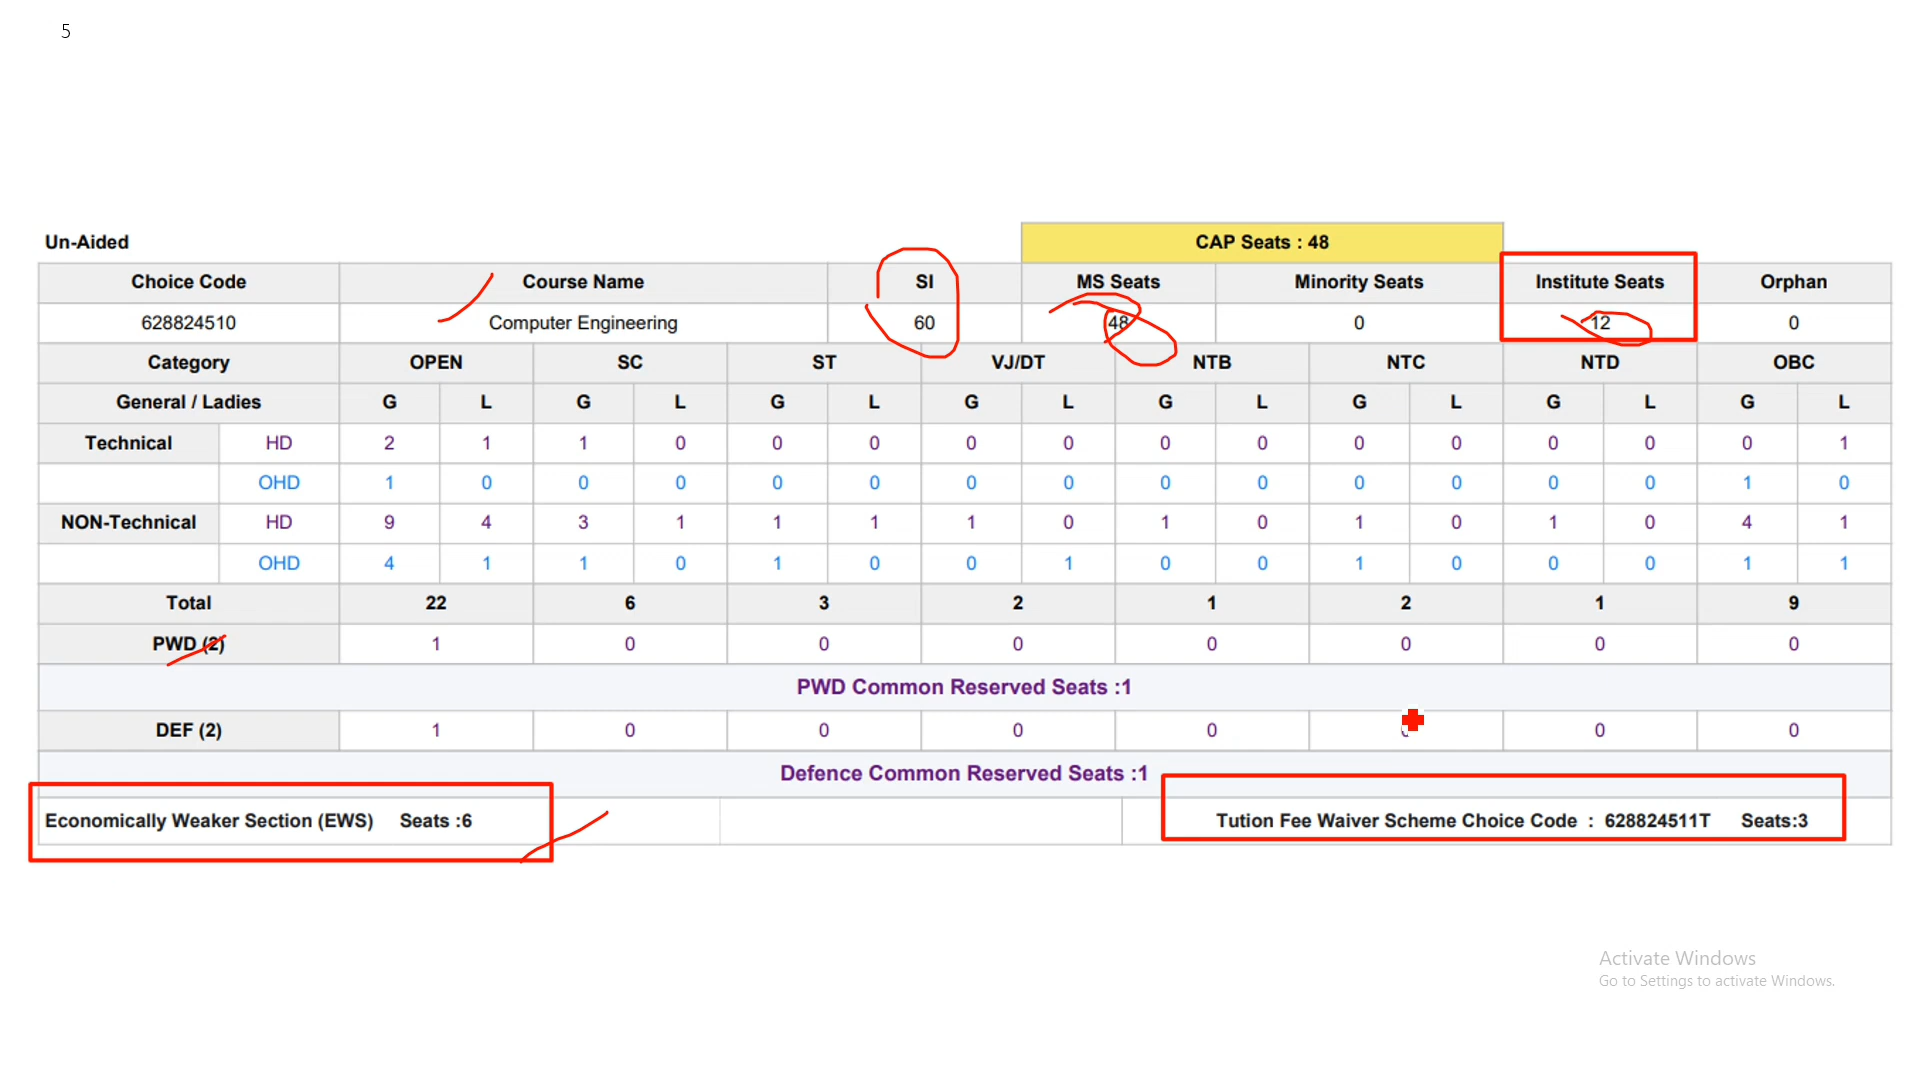 5
Un-Aided CAP Seats : 48
Choice Code Course Name SI MS Seats Minority Seats Institute Seats Orphan
628824510 Computer Engineering 60 48 0 12 0
Category OPEN SC ST VJ/DT NTB NTC NTD OBC
General / Ladies G L G L G L G L G L G L G L G L
Technical HD 2 1 1 0 0 0 0 0 0 0 0 0 0 0 0 1
OHD 1 0 0 0 0 0 0 0 0 0 0 0 0 0 1 0
NON-Technical HD 9 4 3 1 1 1 1 0 1 0 1 0 1 0 4 1
OHD 4 1 1 0 1 0 0 1 0 0 1 0 0 0 1 1
Total 22 6 3 2 1 2 1 9
PWD (2) 1 0 0 0 0 0 0 0
PWD Common Reserved Seats :1
DEF (2) 1 0 0 0 0 0 0
Defence Common Reserved Seats :1
Economically Weaker Section (EWS) Seats :6 Tution Fee Waiver Scheme Choice Code : 628824511T Seats:3
Activate Windows
Go to Settings to activate Windows.